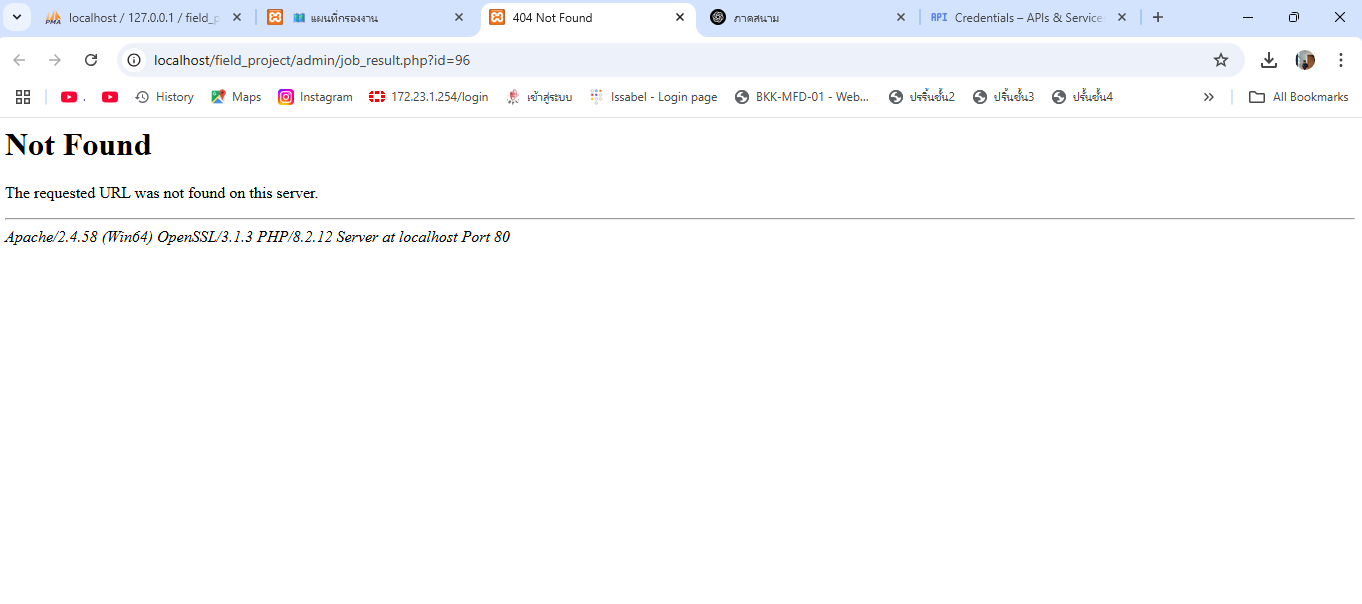 localhost / 127.0.0.1 / field_p
แผนที่กรองงาน
404 Not Found
ภาคสนาม
API Credentials – APIs & Service
localhost/field_project/admin/job_result.php?id=96
.
History
Maps
Instagram
172.23.1.254/login
เข้าสู่ระบบ
Issabel - Login page
BKK-MFD-01 - Web...
ปริ้นชั้น2
ปริ้นชั้น3
ปริ้นชั้น4
All Bookmarks
Not Found
The requested URL was not found on this server.
Apache/2.4.58 (Win64) OpenSSL/3.1.3 PHP/8.2.12 Server at localhost Port 80